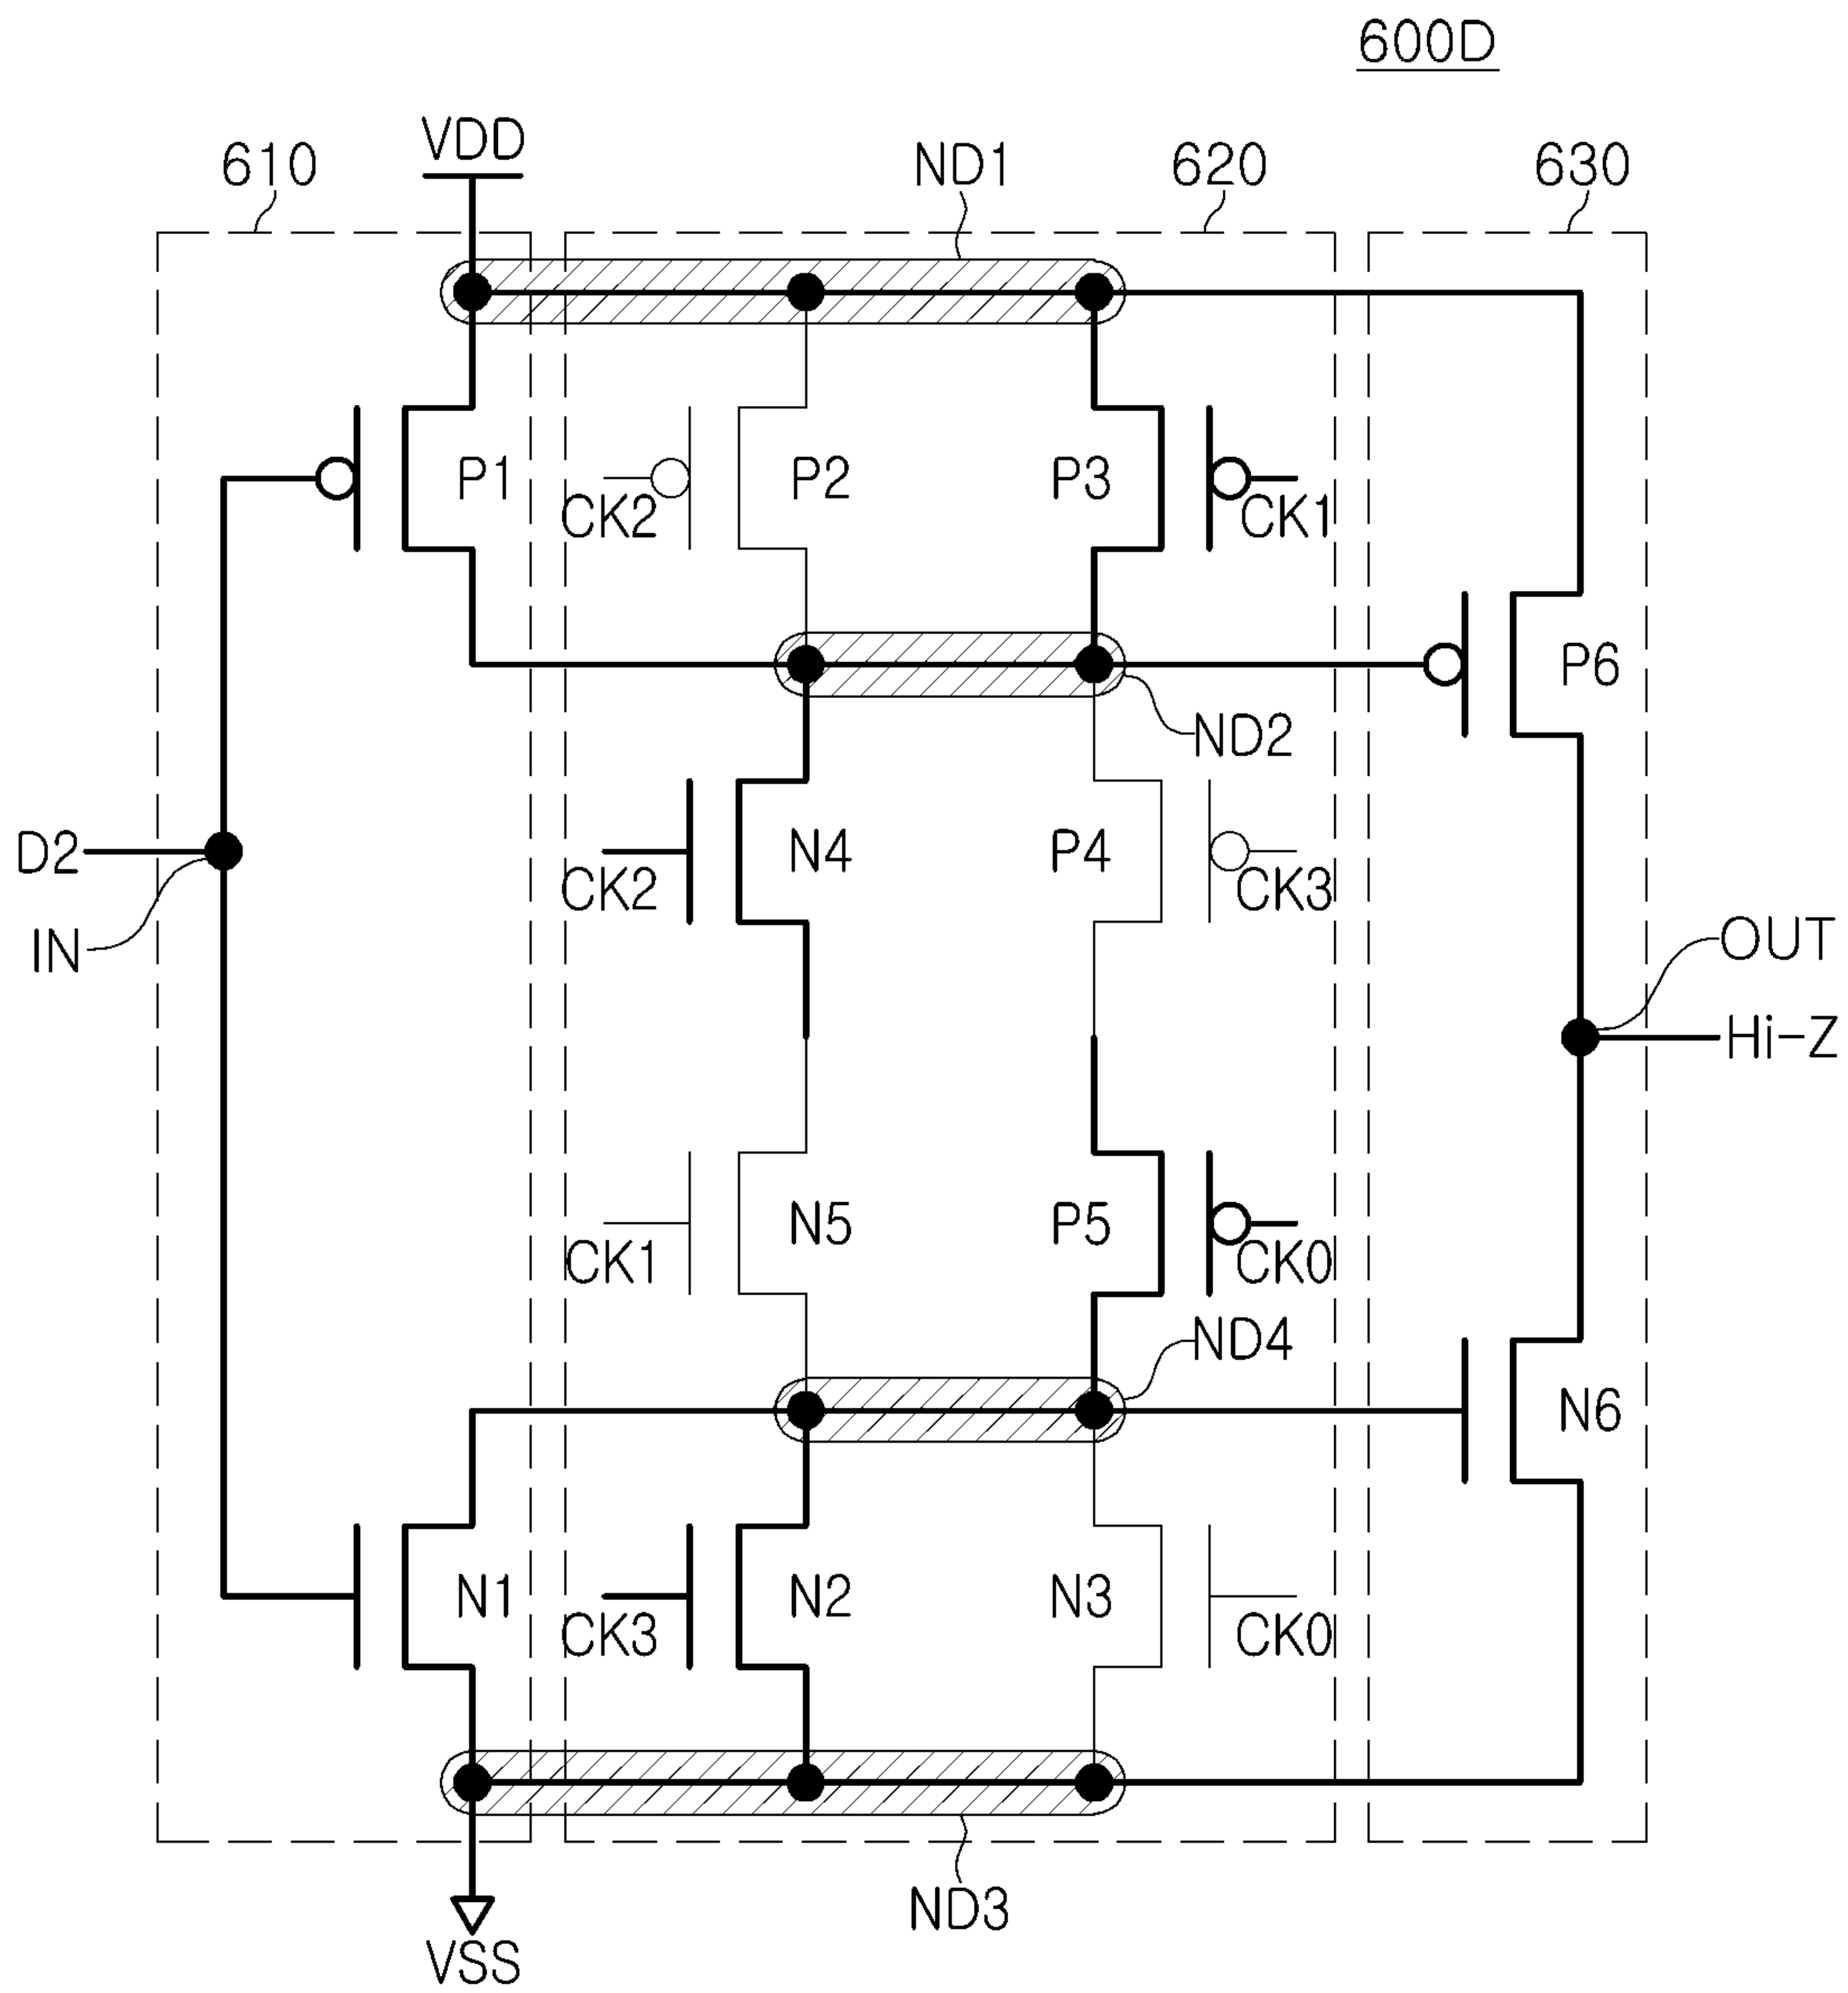 600D
VDD
610
ND1
620
630
P1
P2
P3
CK2
CK1
P6
ND2
D2
N4
P4
CK2
CK3
IN
OUT
Hi-Z
N5
P5
CK1
CK0
ND4
N6
N1
N2
N3
CK3
CK0
ND3
VSS